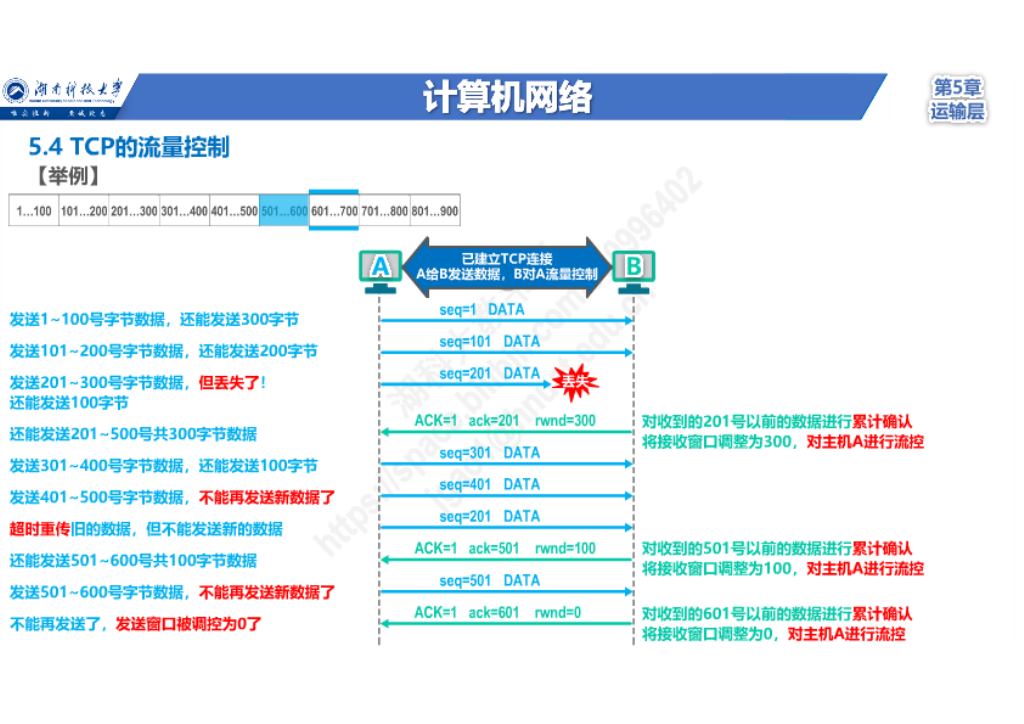 湖南科技大学
计算机网络
第5章
运输层
5.4 TCP的流量控制
【举例】
1…100 101…200 201…300 301…400 401…500 501…600 601…700 701…800 801…900
A
已建立TCP连接
A给B发送数据，B对A流量控制
B
发送1~100号字节数据，还能发送300字节
seq=1 DATA
发送101~200号字节数据，还能发送200字节
seq=101 DATA
发送201~300号字节数据，但丢失了！
还能发送100字节
seq=201 DATA
丢失
还能发送201~500号共300字节数据
ACK=1 ack=201 rwnd=300
对收到的201号以前的数据进行累计确认
将接收窗口调整为300，对主机A进行流控
发送301~400号字节数据，还能发送100字节
seq=301 DATA
发送401~500号字节数据，不能再发送新数据了
seq=401 DATA
超时重传旧的数据，但不能发送新的数据
seq=201 DATA
还能发送501~600号共100字节数据
ACK=1 ack=501 rwnd=100
对收到的501号以前的数据进行累计确认
将接收窗口调整为100，对主机A进行流控
发送501~600号字节数据，不能再发送新数据了
seq=501 DATA
不能再发送了，发送窗口被调控为0了
ACK=1 ack=601 rwnd=0
对收到的601号以前的数据进行累计确认
将接收窗口调整为0，对主机A进行流控